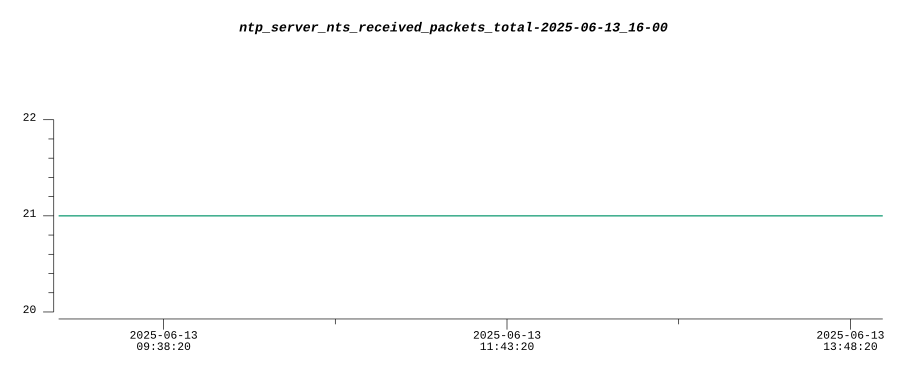 ntp_server_nts_received_packets_total-2025-06-13_16-00
22
21
20
2025-06-13 2025-06-13 2025-06-13
09:38:20 11:43:20 13:48:20